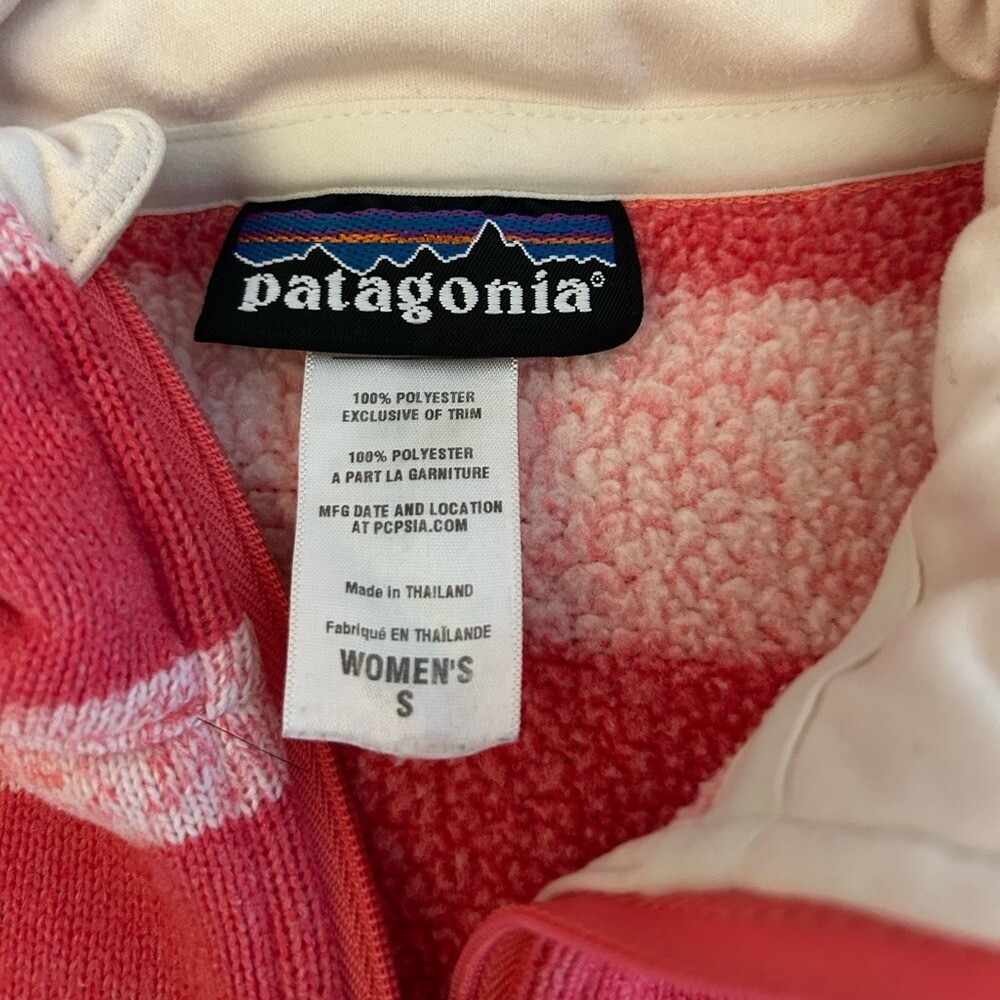 patagonia®
100% POLYESTER
EXCLUSIVE OF TRIM
100% POLYESTER
A PART LA GARNITURE
MFG DATE AND LOCATION
AT PCPSIA.COM
Made in THAILAND
Fabriqué EN THAÏLANDE
WOMEN'S
S